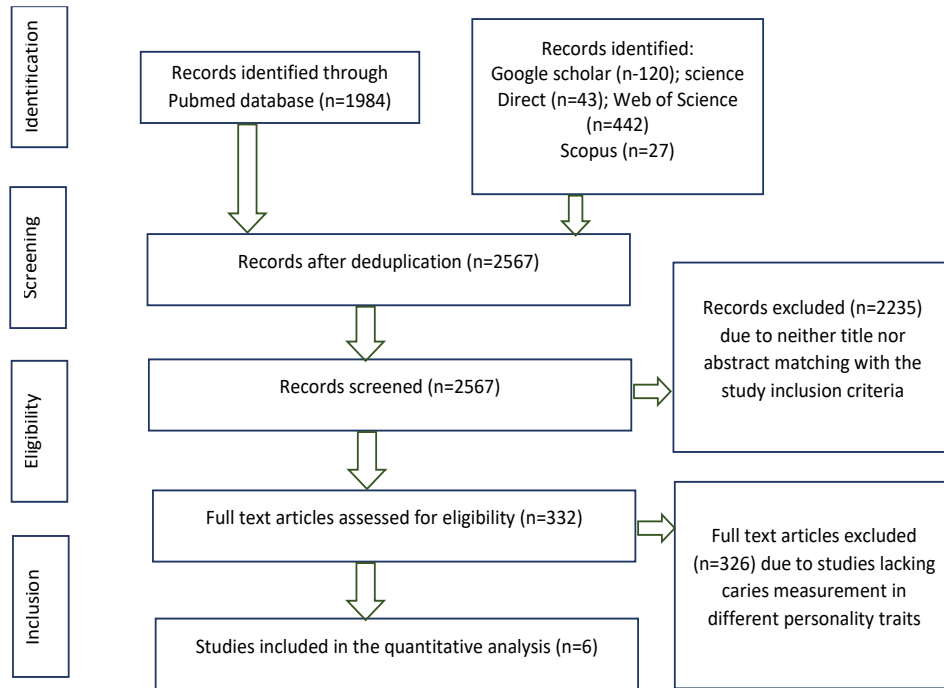 Identification
Records identified through
Pubmed database (n=1984)
Records identified:
Google scholar (n-120); science
Direct (n=43); Web of Science
(n=442)
Scopus (n=27)
Screening
Records after deduplication (n=2567)
Records excluded (n=2235)
due to neither title nor
abstract matching with the
study inclusion criteria
Eligibility
Records screened (n=2567)
Full text articles assessed for eligibility (n=332)
Full text articles excluded
(n=326) due to studies lacking
caries measurement in
different personality traits
Inclusion
Studies included in the quantitative analysis (n=6)